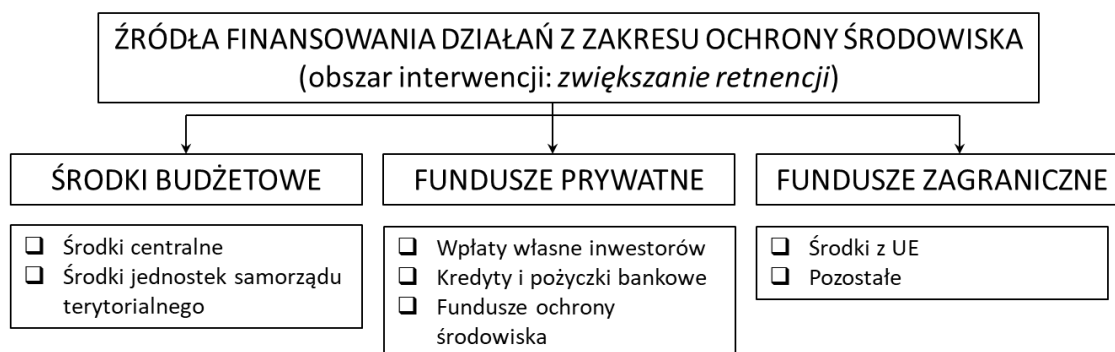 ŹRÓDŁA FINANSOWANIA DZIAŁAŃ Z ZAKRESU OCHRONY ŚRODOWISKA
(obszar interwencji: zwiększanie retnencji)
ŚRODKI BUDŻETOWE
❑ Środki centralne
❑ Środki jednostek samorządu
terytorialnego
FUNDUSZE PRYWATNE
❑ Wpłaty własne inwestorów
❑ Kredyty i pożyczki bankowe
❑ Fundusze ochrony
środowiska
FUNDUSZE ZAGRANICZNE
❑ Środki z UE
❑ Pozostałe